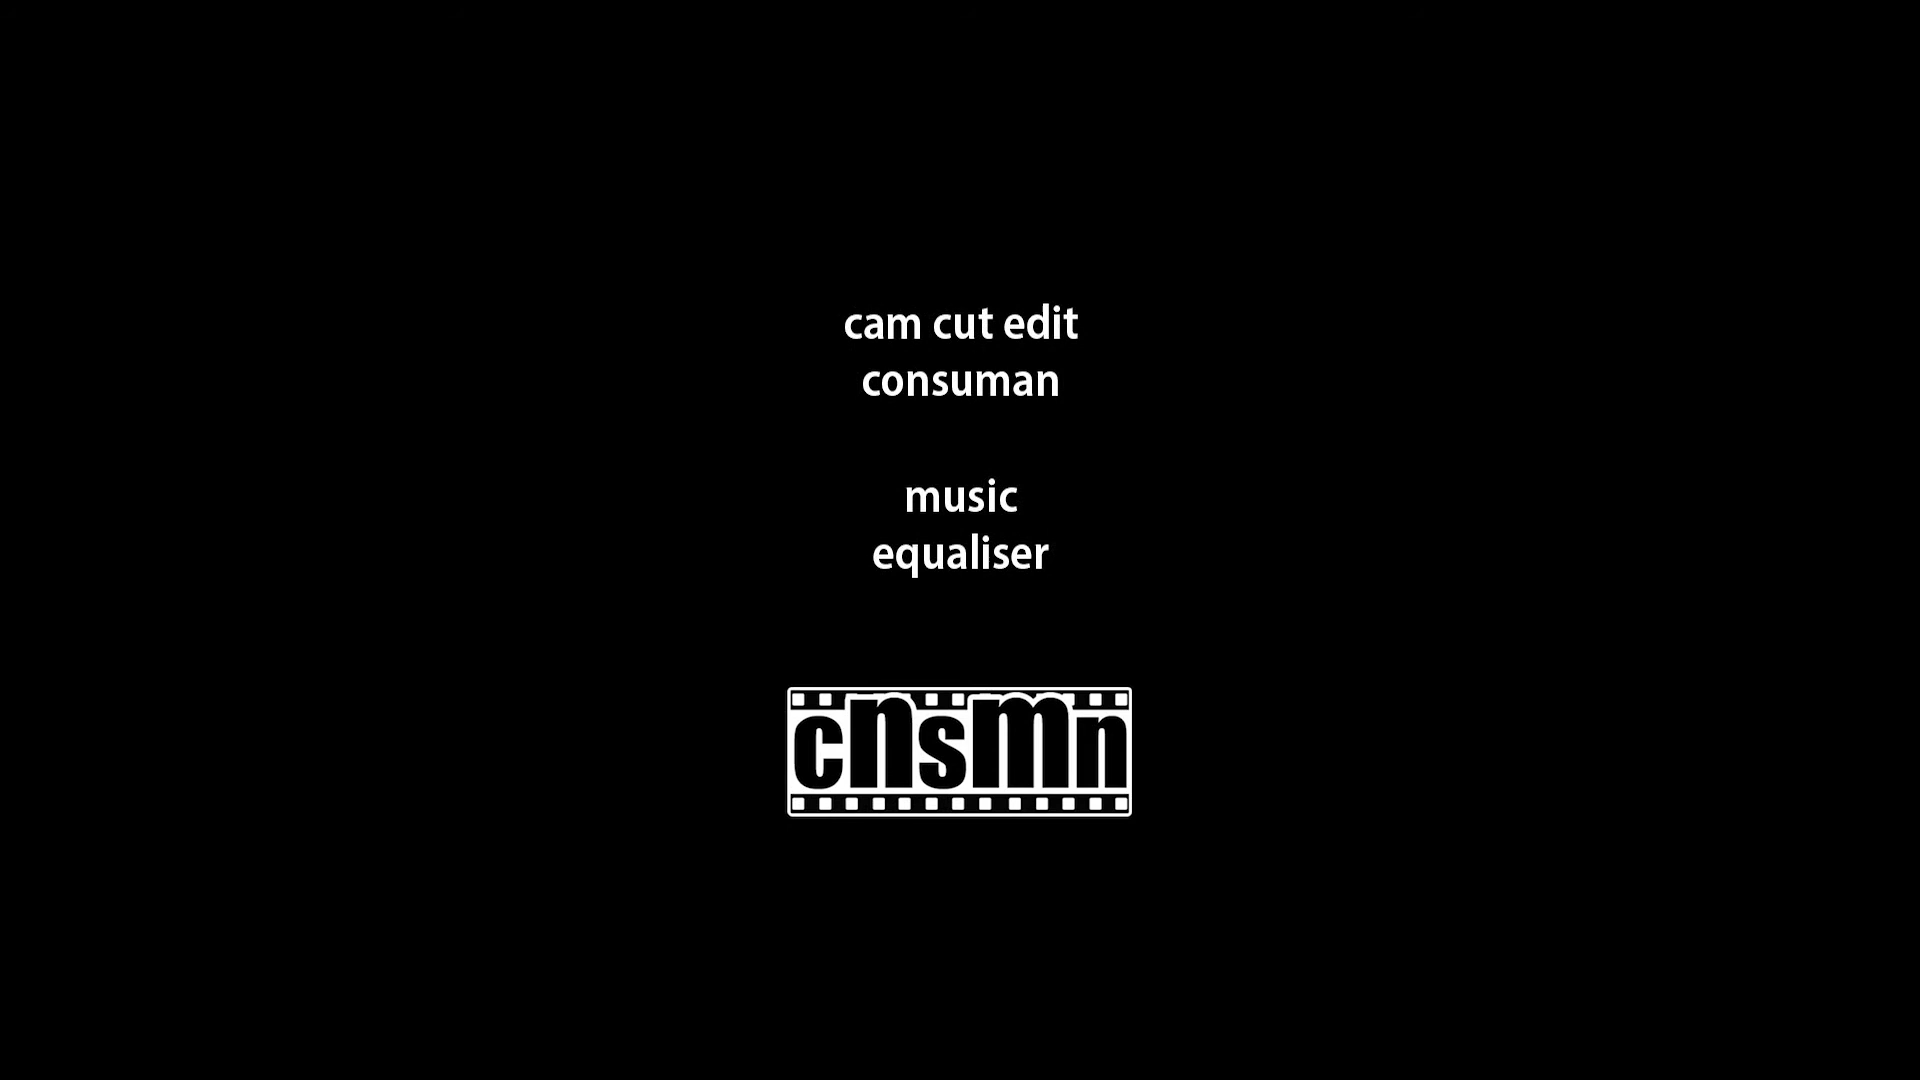 cam cut edit
consuman
music
equaliser
cnsmn